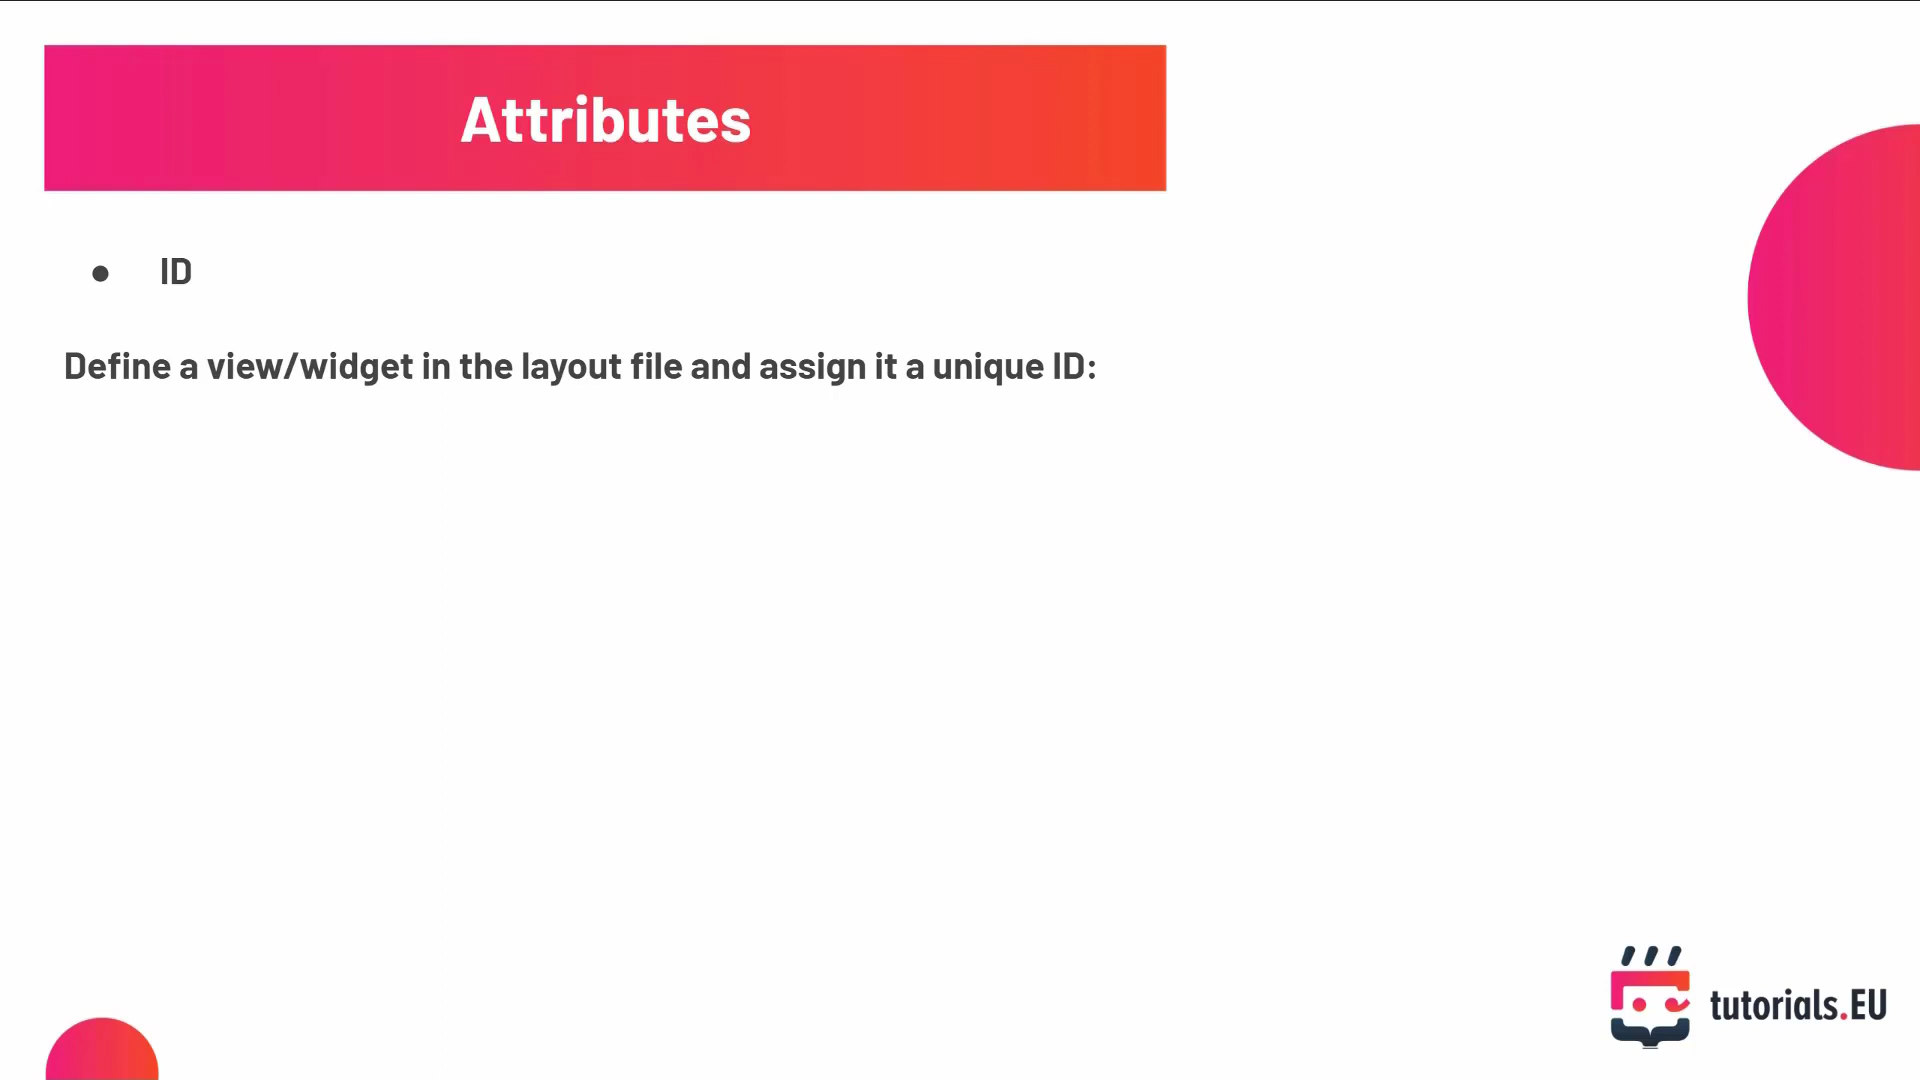 Attributes
● ID
Define a view/widget in the layout file and assign it a unique ID:
tutorials.EU